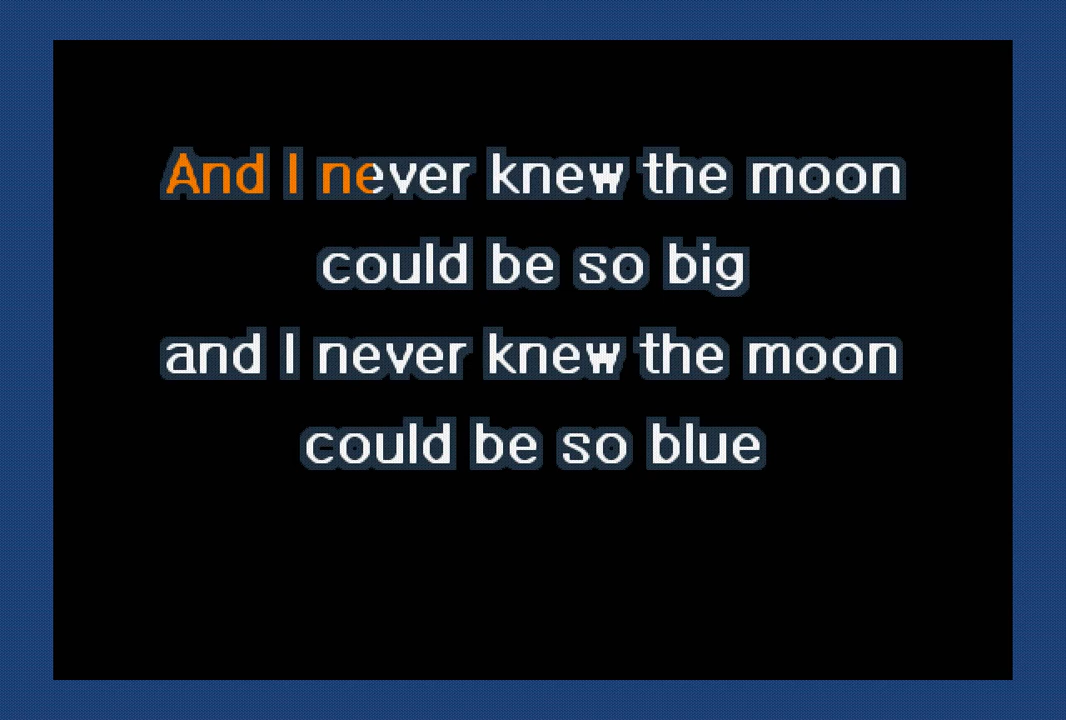 And I never knew the moon
could be so big
and I never knew the moon
could be so blue